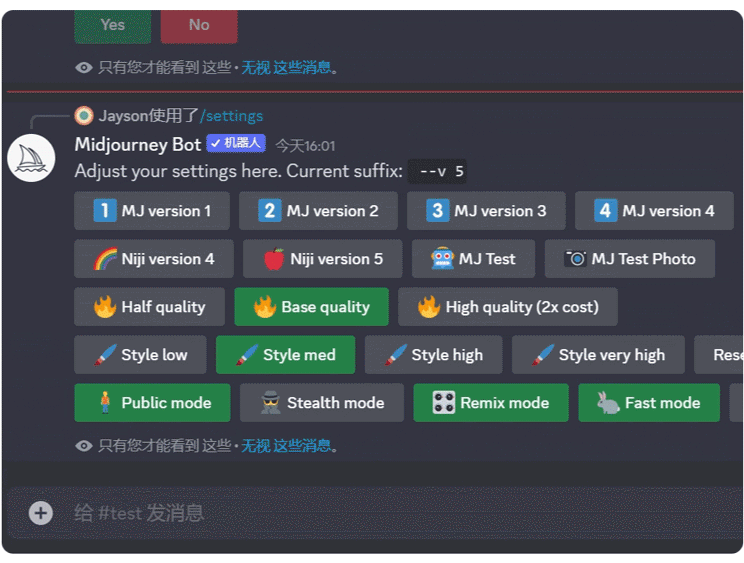 Yes No
只有您才能看到 这些 • 无视 这些消息。
Jayson使用了/settings
Midjourney Bot ✓ 机器人 今天16:01
Adjust your settings here. Current suffix: --v 5
1 MJ version 1 2 MJ version 2 3 MJ version 3 4 MJ version 4
Niji version 4 Niji version 5 MJ Test MJ Test Photo
Half quality Base quality High quality (2x cost)
Style low Style med Style high Style very high Rese
Public mode Stealth mode Remix mode Fast mode
只有您才能看到 这些 • 无视 这些消息。
给 #test 发消息